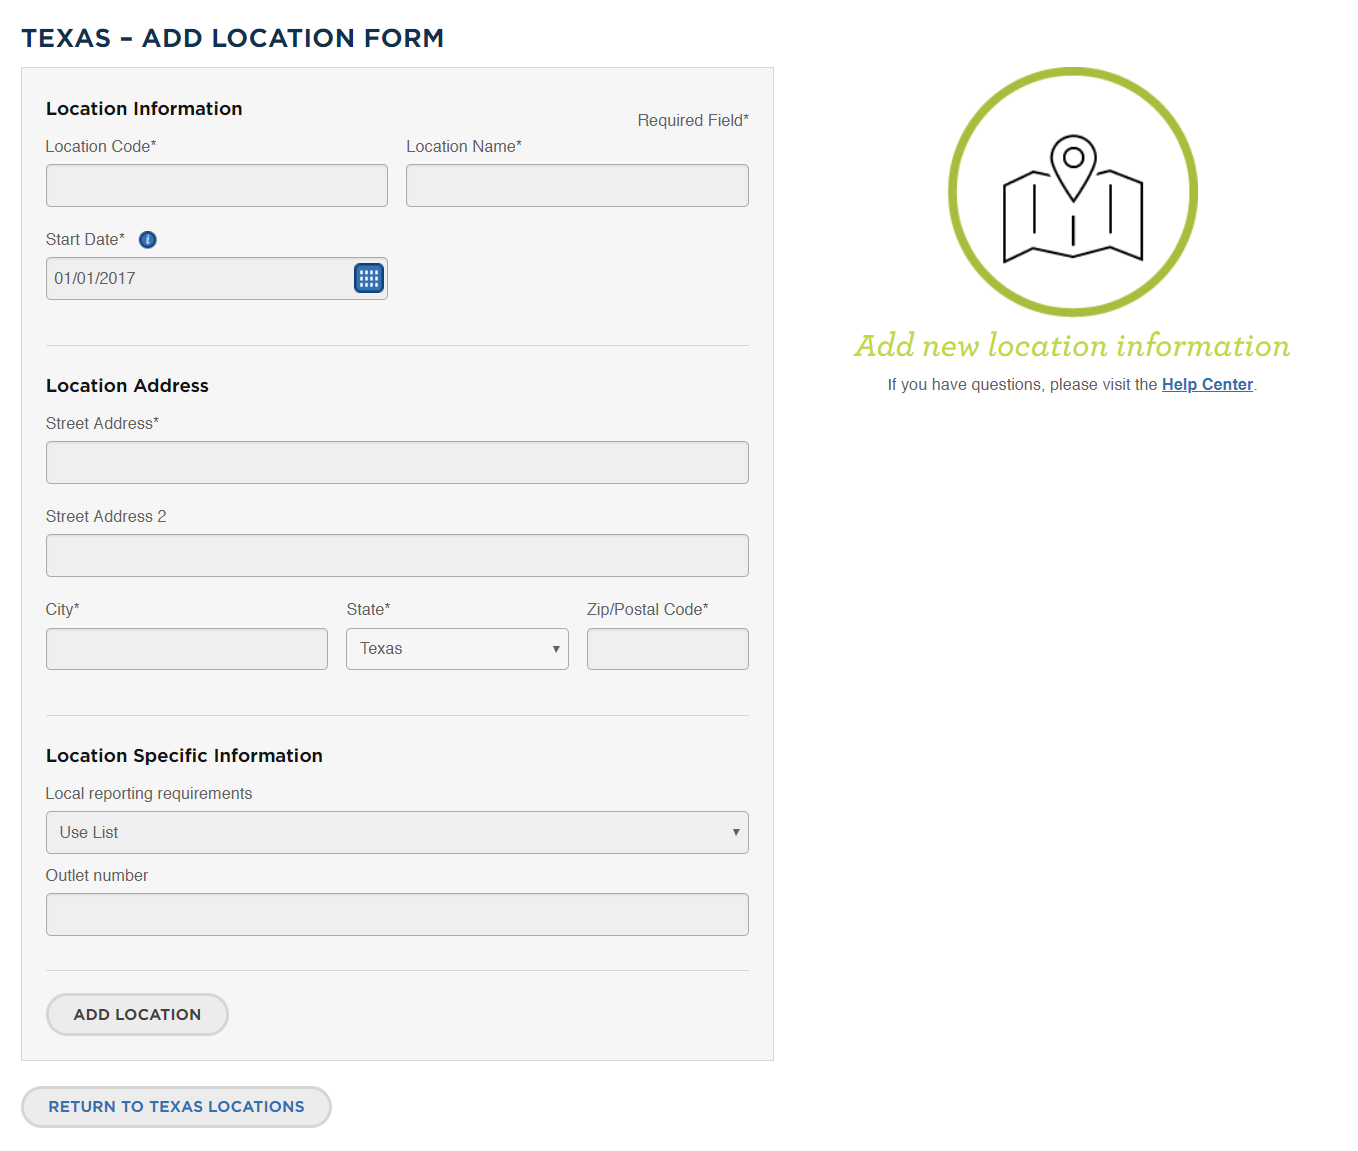 TEXAS – ADD LOCATION FORM
Location Information
Required Field*
Location Code*
Location Name*
Start Date*
i
01/01/2017
Location Address
Street Address*
Street Address 2
City*
State*
Zip/Postal Code*
Texas
Location Specific Information
Local reporting requirements
Use List
Outlet number
ADD LOCATION
RETURN TO TEXAS LOCATIONS
Add new location information
If you have questions, please visit the Help Center.